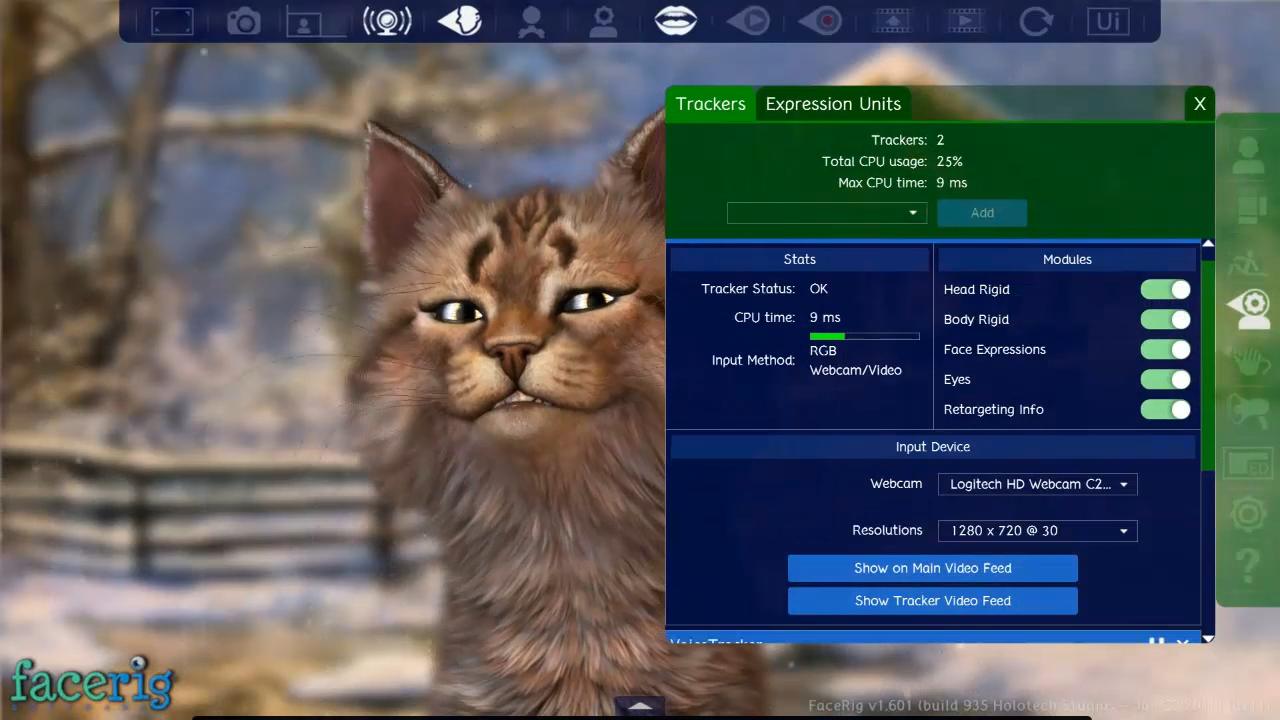 Ui
Trackers
Expression Units
X
Trackers: 2
Total CPU usage: 25%
Max CPU time: 9 ms
Add
Stats
Modules
Tracker Status: OK
CPU time: 9 ms
Input Method: RGB
Webcam/Video
Head Rigid
Body Rigid
Face Expressions
Eyes
Retargeting Info
Input Device
Webcam Logitech HD Webcam C2...
Resolutions 1280 x 720 @ 30
Show on Main Video Feed
Show Tracker Video Feed
VoiceTracker
ED
?
facerig
FaceRig v1.601 (build 935 Holotech Studios